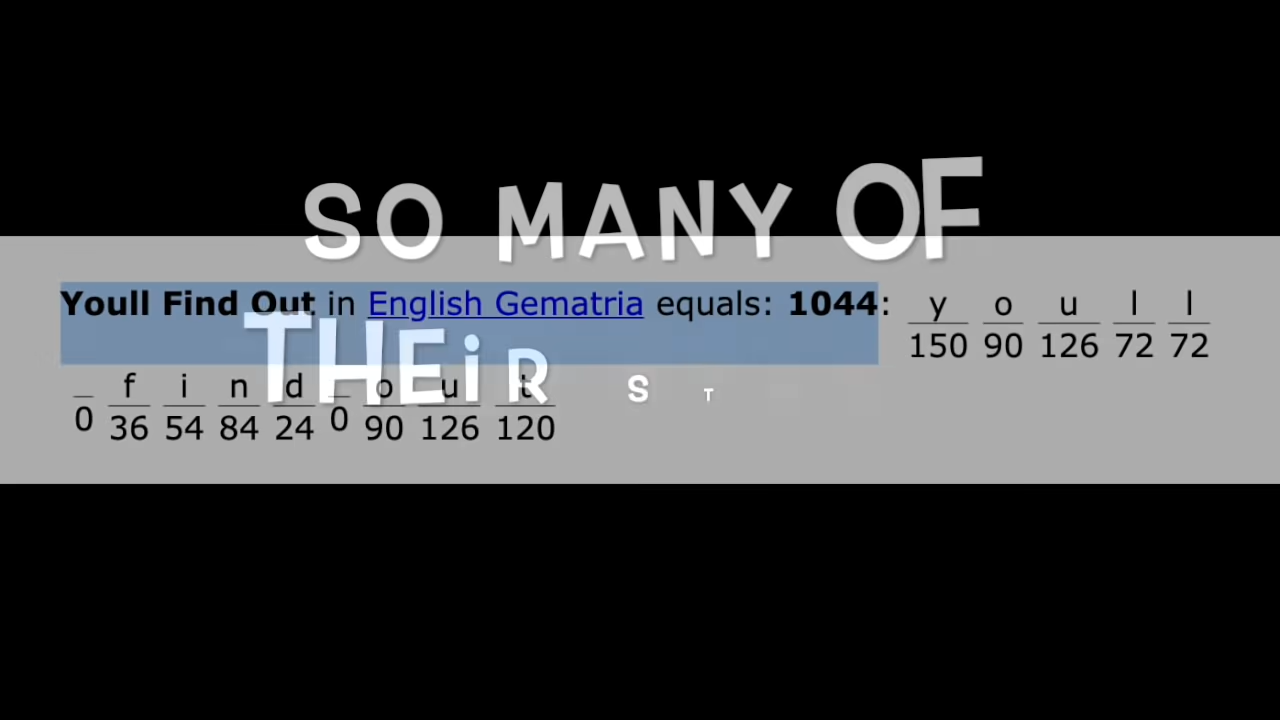 SO MANY OF
THEiR S T
Youll Find Out in English Gematria equals: 1044: y o u l l
150 90 126 72 72
_ f i n d _ o u t
0 36 54 84 24 0 90 126 120